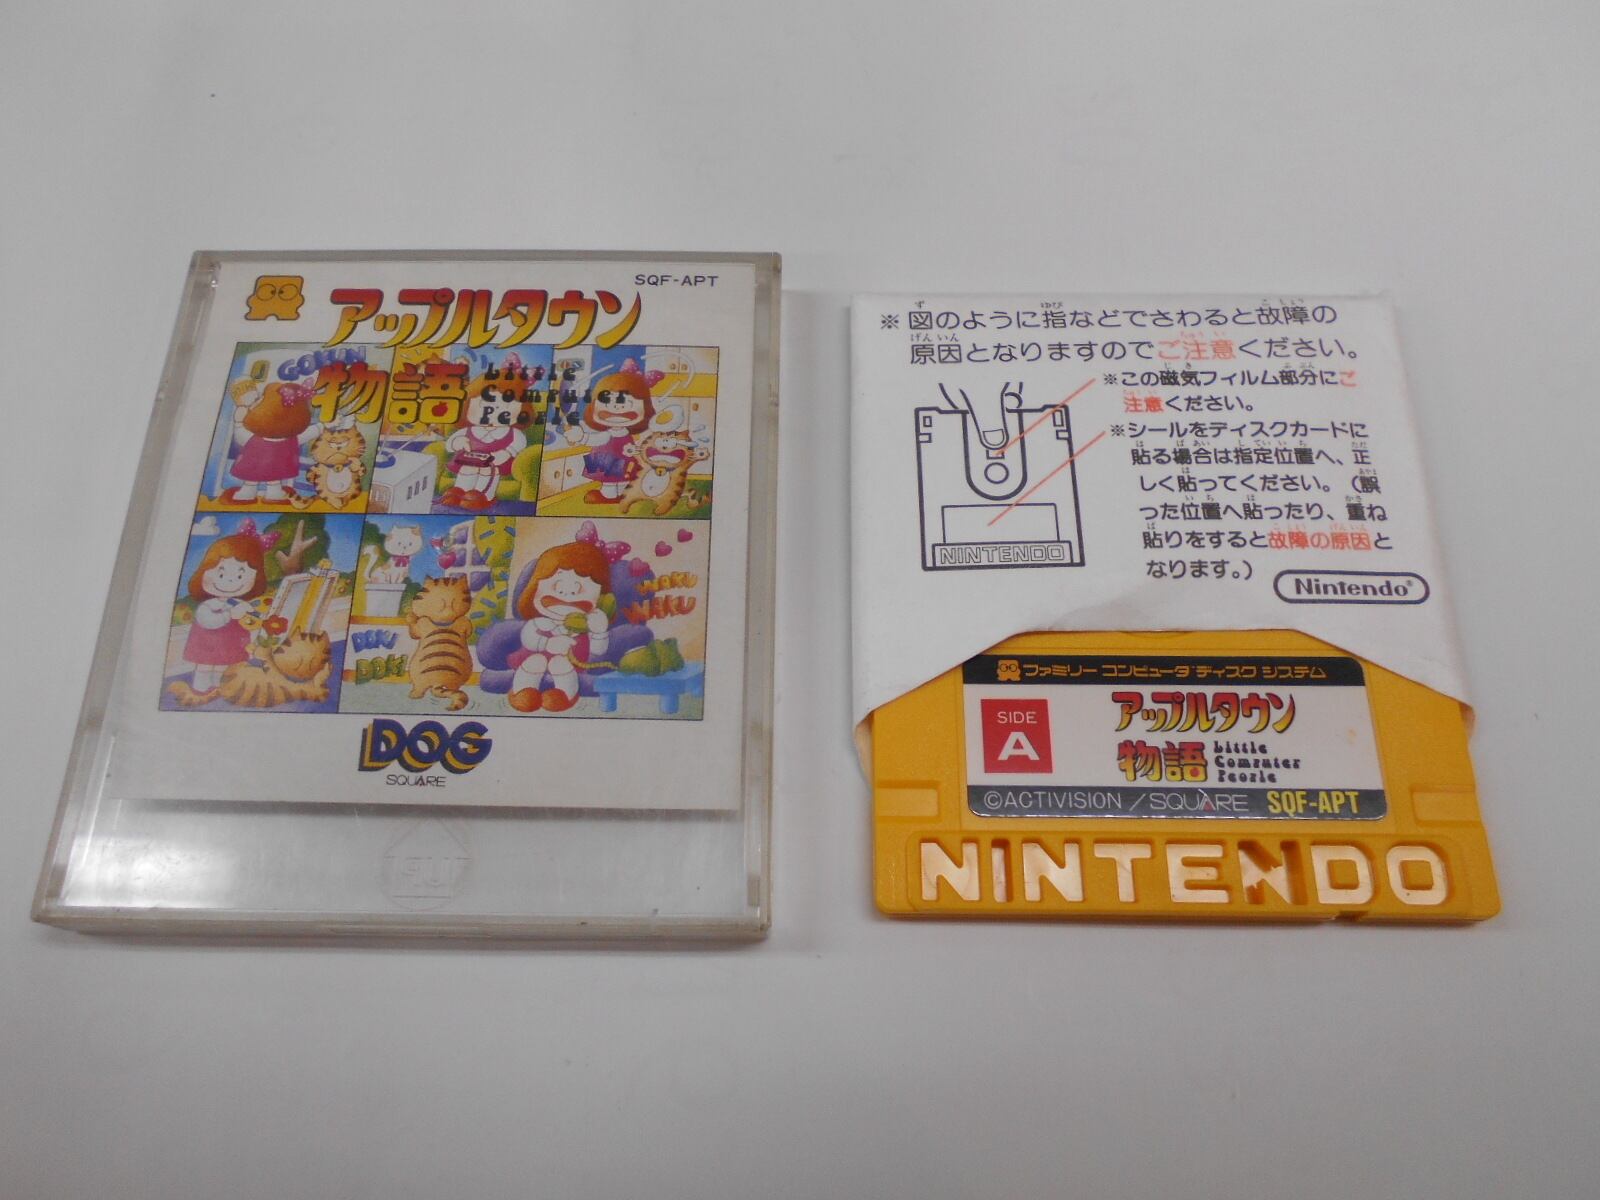 SQF-APT
アップルタウン
物語
Little
Computer
People
GOKUN
WA!!
DOKI
DOKI
WAKU
WAKU
DOG
SQUARE
※図のように指などでさわると故障の
原因となりますのでご注意ください。
※この磁気フィルム部分にご
注意ください。
※シールをディスクカードに
貼る場合は指定位置へ、正
しく貼ってください。(誤
った位置へ貼ったり、重ね
貼りをすると故障の原因と
なります。)
NINTENDO
Nintendo®
ファミリー コンピュータ ディスク システム
SIDE
A
アップルタウン
物語
Little
Computer
People
©ACTIVISION / SQUARE SQF-APT
NINTENDO